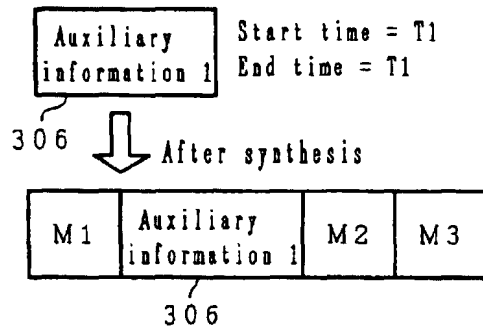 Auxiliary
information 1
Start time = T1
End time = T1
306
After synthesis
M1
Auxiliary
information 1
M2
M3
306